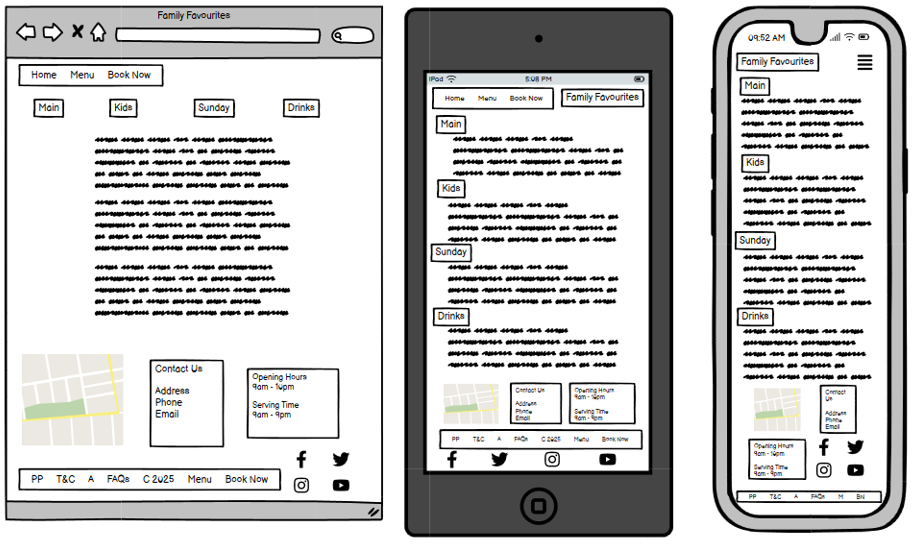 Family Favourites
Home Menu Book Now
Main Kids Sunday Drinks
Contact Us
Address
Phone
Email
Opening Hours
9am - 10pm
Serving Time
9am - 9pm
PP T&C A FAQs C 2025 Menu Book Now
iPad 5:08 PM
Home Menu Book Now Family Favourites
Main
Kids
Sunday
Drinks
Contact Us
Address
Phone
Email
Opening Hours
9am - 10pm
Serving Time
9am - 9pm
PP T&C A FAQs C 2025 Menu Book Now
09:52 AM
Family Favourites
Main
Kids
Sunday
Drinks
Contact
Us
Address
Phone
Email
Opening Hours
9am - 10pm
Serving Time
9am - 9pm
PP T&C A FAQs M BN